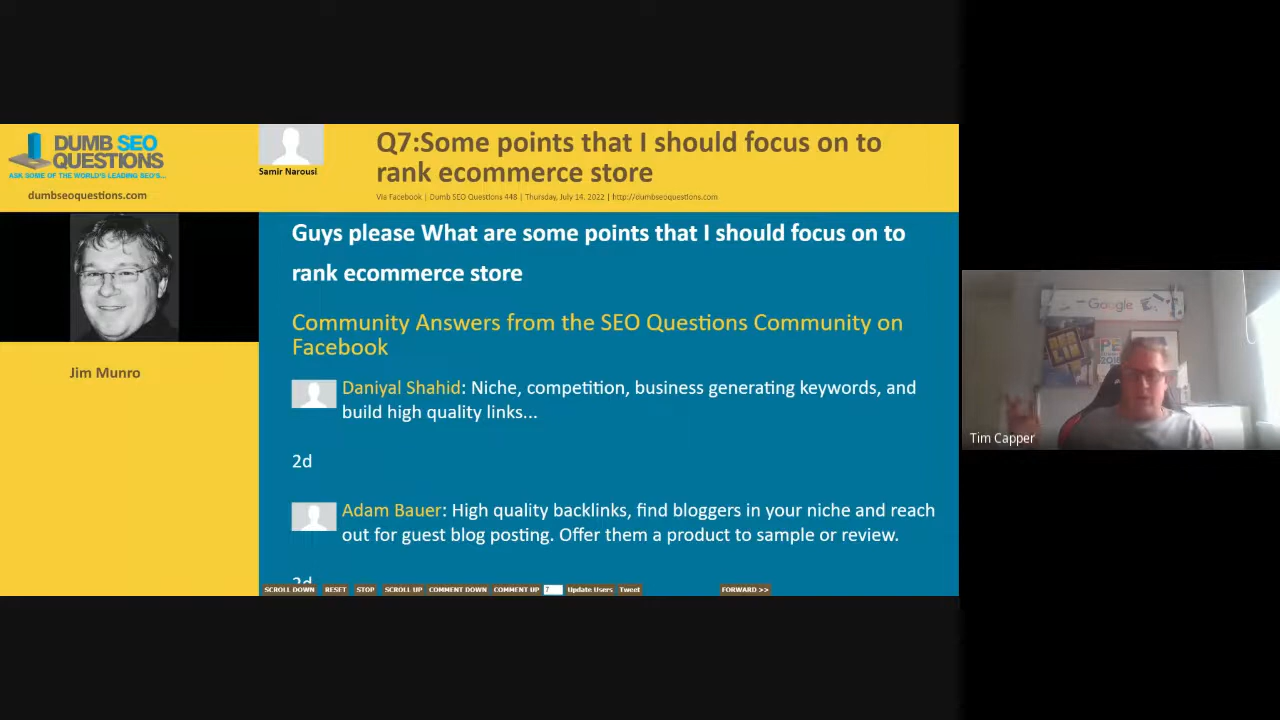 DUMB SEO
QUESTIONS
ASK SOME OF THE WORLD'S LEADING SEO'S...
dumbseoquestions.com
Samir Narousi
Q7:Some points that I should focus on to
rank ecommerce store
Via Facebook | Dumb SEO Questions 448 | Thursday, July 14, 2022 | http://dumbseoquestions.com
Jim Munro
Guys please What are some points that I should focus on to
rank ecommerce store
Community Answers from the SEO Questions Community on
Facebook
Daniyal Shahid: Niche, competition, business generating keywords, and
build high quality links...
2d
Adam Bauer: High quality backlinks, find bloggers in your niche and reach
out for guest blog posting. Offer them a product to sample or review.
2d
SCROLL DOWN RESET STOP SCROLL UP COMMENT DOWN COMMENT UP 7 Update Users Tweet FORWARD >>
Google
Tim Capper